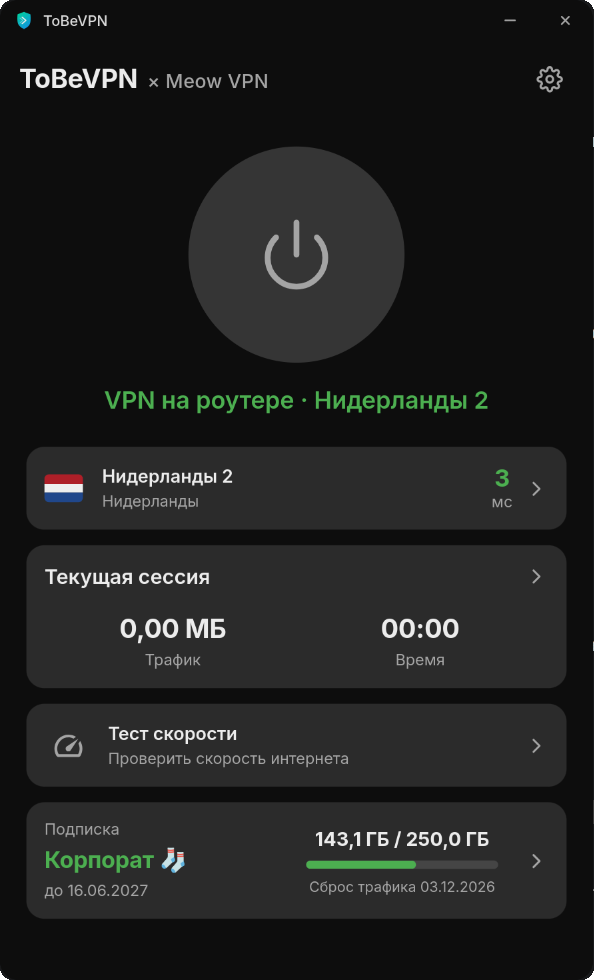 ToBeVPN
ToBeVPN × Meow VPN
VPN на роутере · Нидерланды 2
Нидерланды 2
Нидерланды
3
мс
Текущая сессия
0,00 МБ
Трафик
00:00
Время
Тест скорости
Проверить скорость интернета
Подписка
Корпорат 🧦
до 16.06.2027
143,1 ГБ / 250,0 ГБ
Сброс трафика 03.12.2026